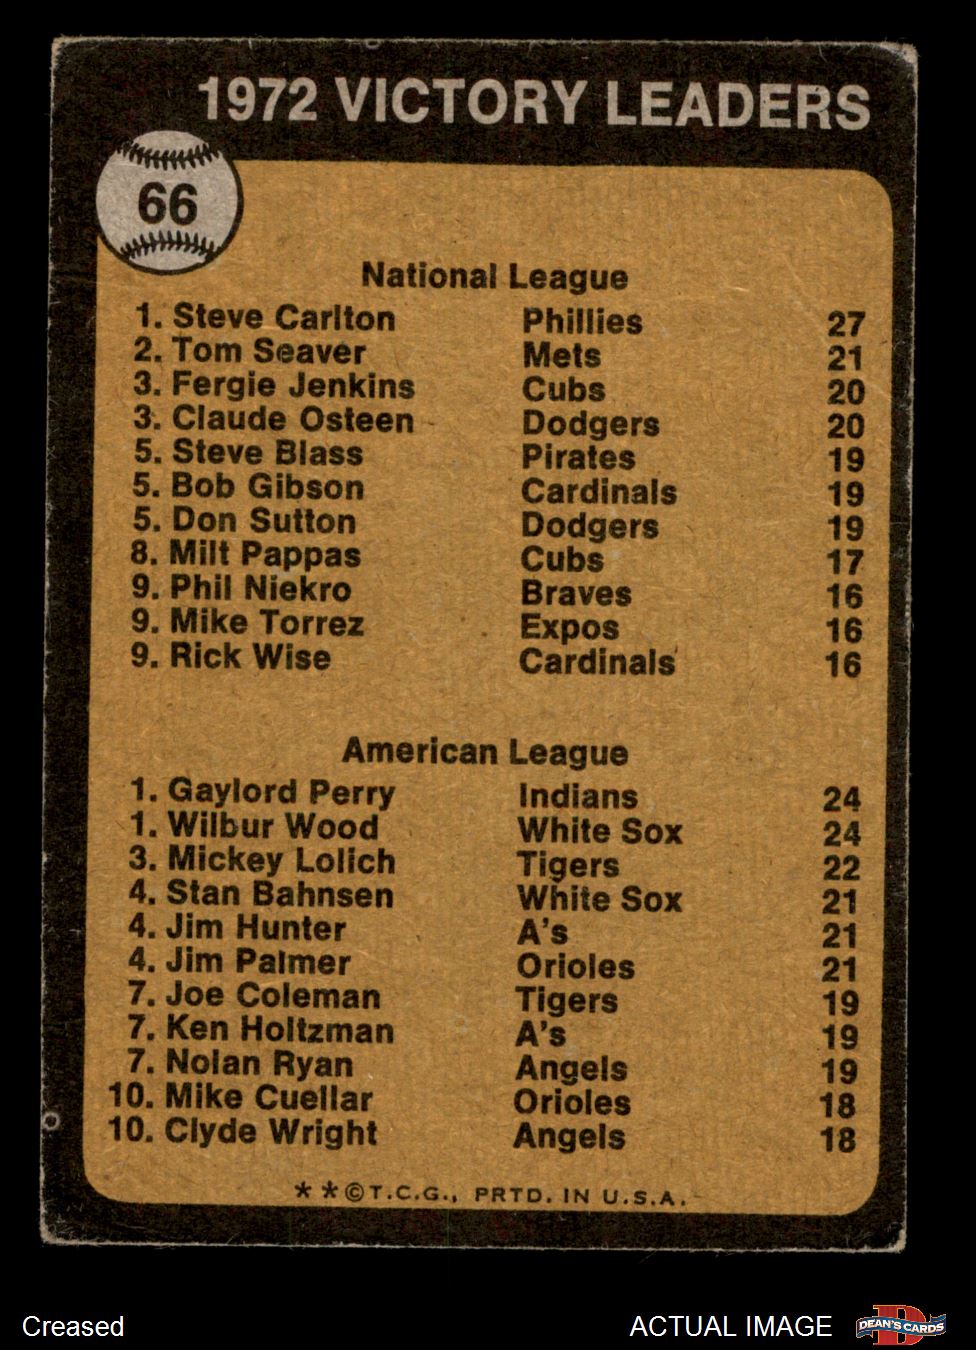 1972 VICTORY LEADERS
66
National League
1. Steve Carlton Phillies 27
2. Tom Seaver Mets 21
3. Fergie Jenkins Cubs 20
3. Claude Osteen Dodgers 20
5. Steve Blass Pirates 19
5. Bob Gibson Cardinals 19
5. Don Sutton Dodgers 19
8. Milt Pappas Cubs 17
9. Phil Niekro Braves 16
9. Mike Torrez Expos 16
9. Rick Wise Cardinals 16
American League
1. Gaylord Perry Indians 24
1. Wilbur Wood White Sox 24
3. Mickey Lolich Tigers 22
4. Stan Bahnsen White Sox 21
4. Jim Hunter A's 21
4. Jim Palmer Orioles 21
7. Joe Coleman Tigers 19
7. Ken Holtzman A's 19
7. Nolan Ryan Angels 19
10. Mike Cuellar Orioles 18
10. Clyde Wright Angels 18
* * © T.C.G., PRTD. IN U.S.A.
Creased ACTUAL IMAGE
D
DEAN'S CARDS